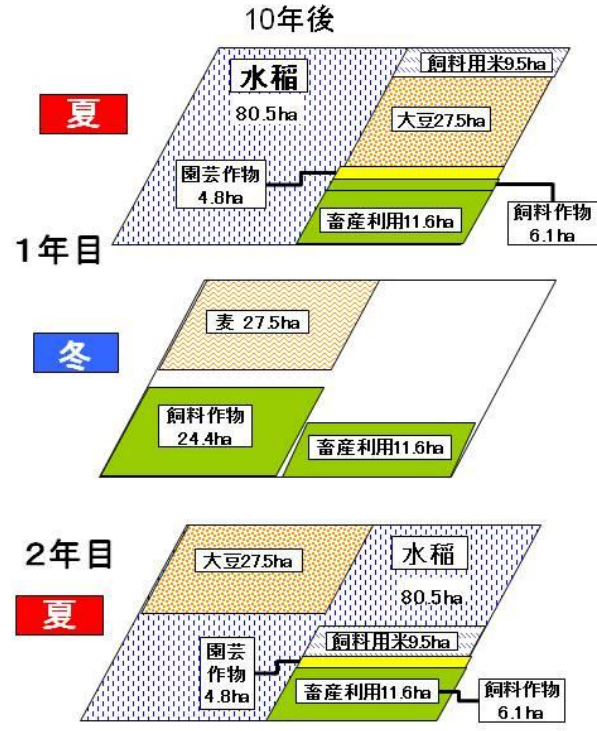 10年後
夏
水稲
80.5ha
飼料用米9.5ha
大豆27.5ha
園芸作物
4.8ha
畜産利用11.6ha
飼料作物
6.1ha
1年目
冬
麦 27.5ha
飼料作物
24.4ha
畜産利用11.6ha
2年目
夏
大豆27.5ha
水稲
80.5ha
飼料用米9.5ha
園芸
作物
4.8ha
畜産利用11.6ha
飼料作物
6.1ha